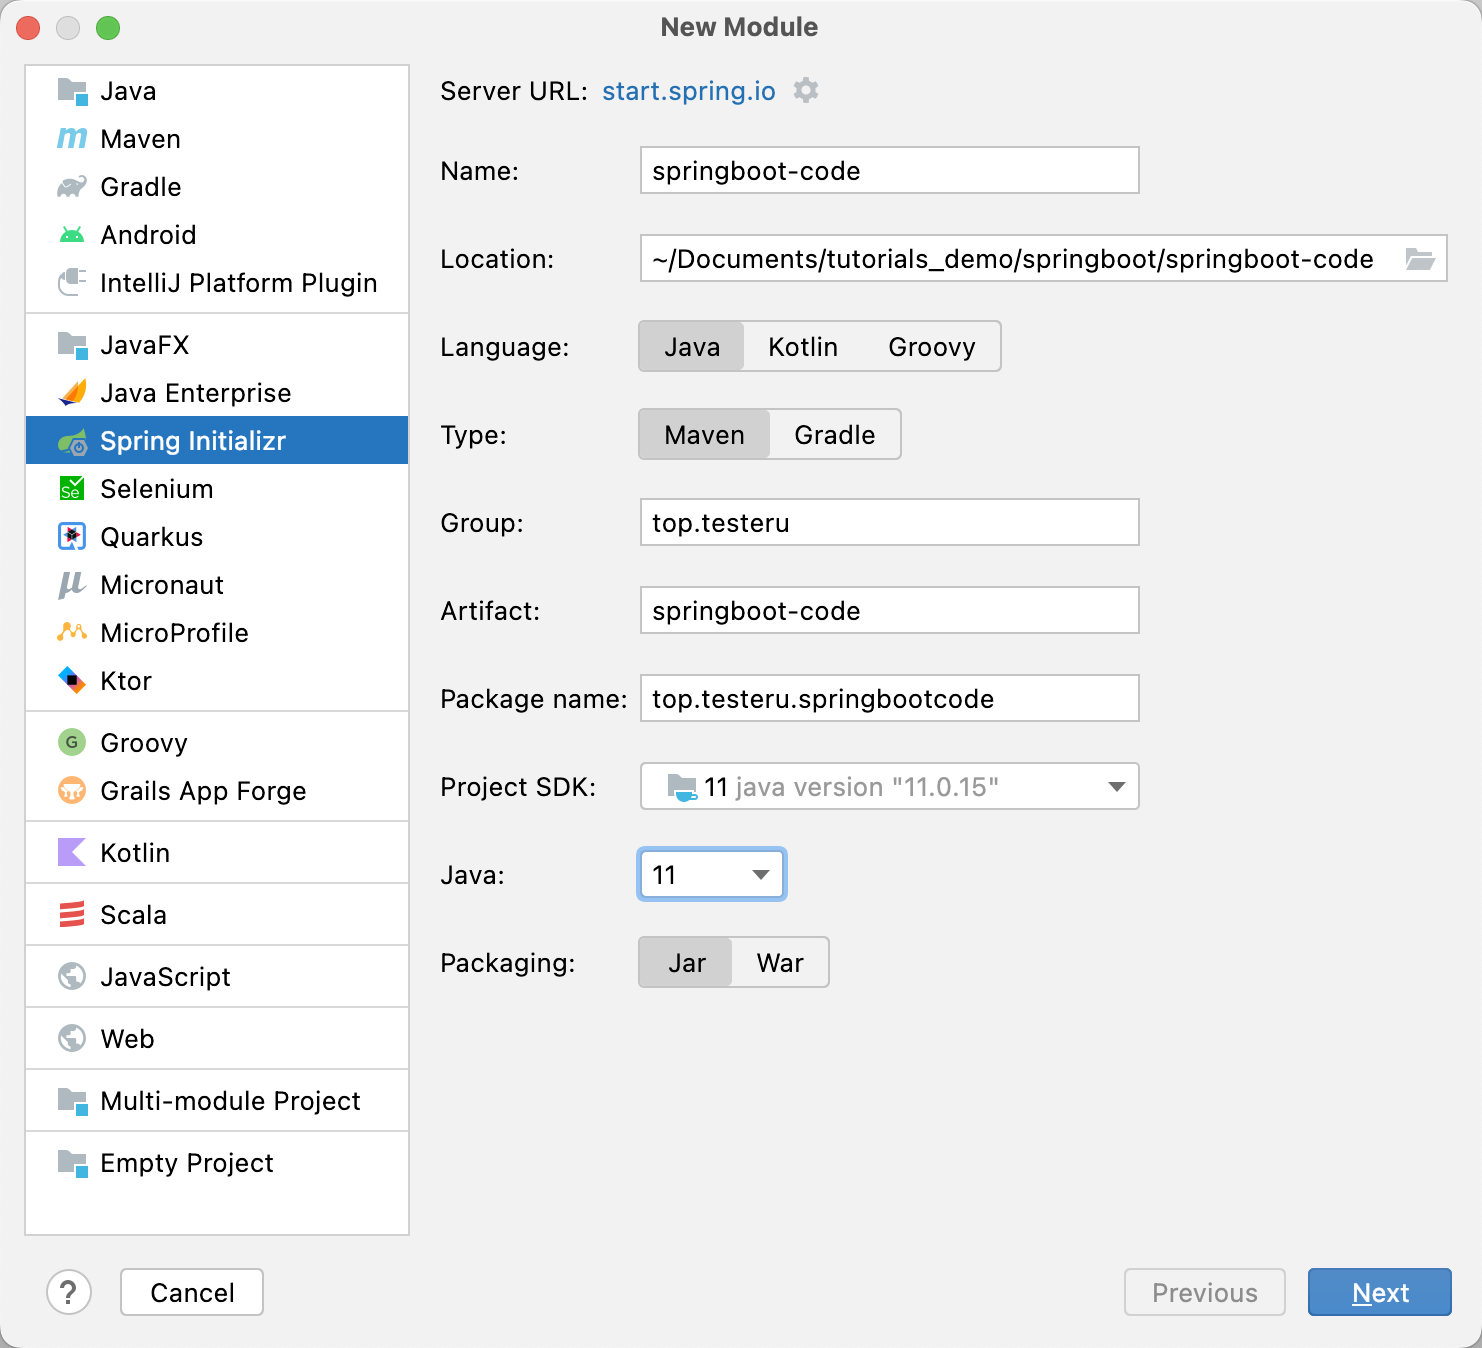 New Module
Java
Maven
Gradle
Android
IntelliJ Platform Plugin
JavaFX
Java Enterprise
Spring Initializr
Se Selenium
Quarkus
Micronaut
MicroProfile
Ktor
G Groovy
Grails App Forge
Kotlin
Scala
JavaScript
Web
Multi-module Project
Empty Project
Server URL: start.spring.io
Name: springboot-code
Location: ~/Documents/tutorials_demo/springboot/springboot-code
Language: Java Kotlin Groovy
Type: Maven Gradle
Group: top.testeru
Artifact: springboot-code
Package name: top.testeru.springbootcode
Project SDK: 11 java version "11.0.15"
Java: 11
Packaging: Jar War
? Cancel Previous Next